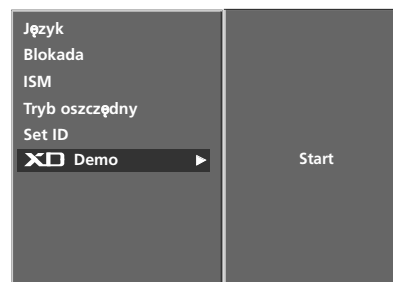 Język
Blokada
ISM
Tryb oszczędny
Set ID
XD Demo
Start